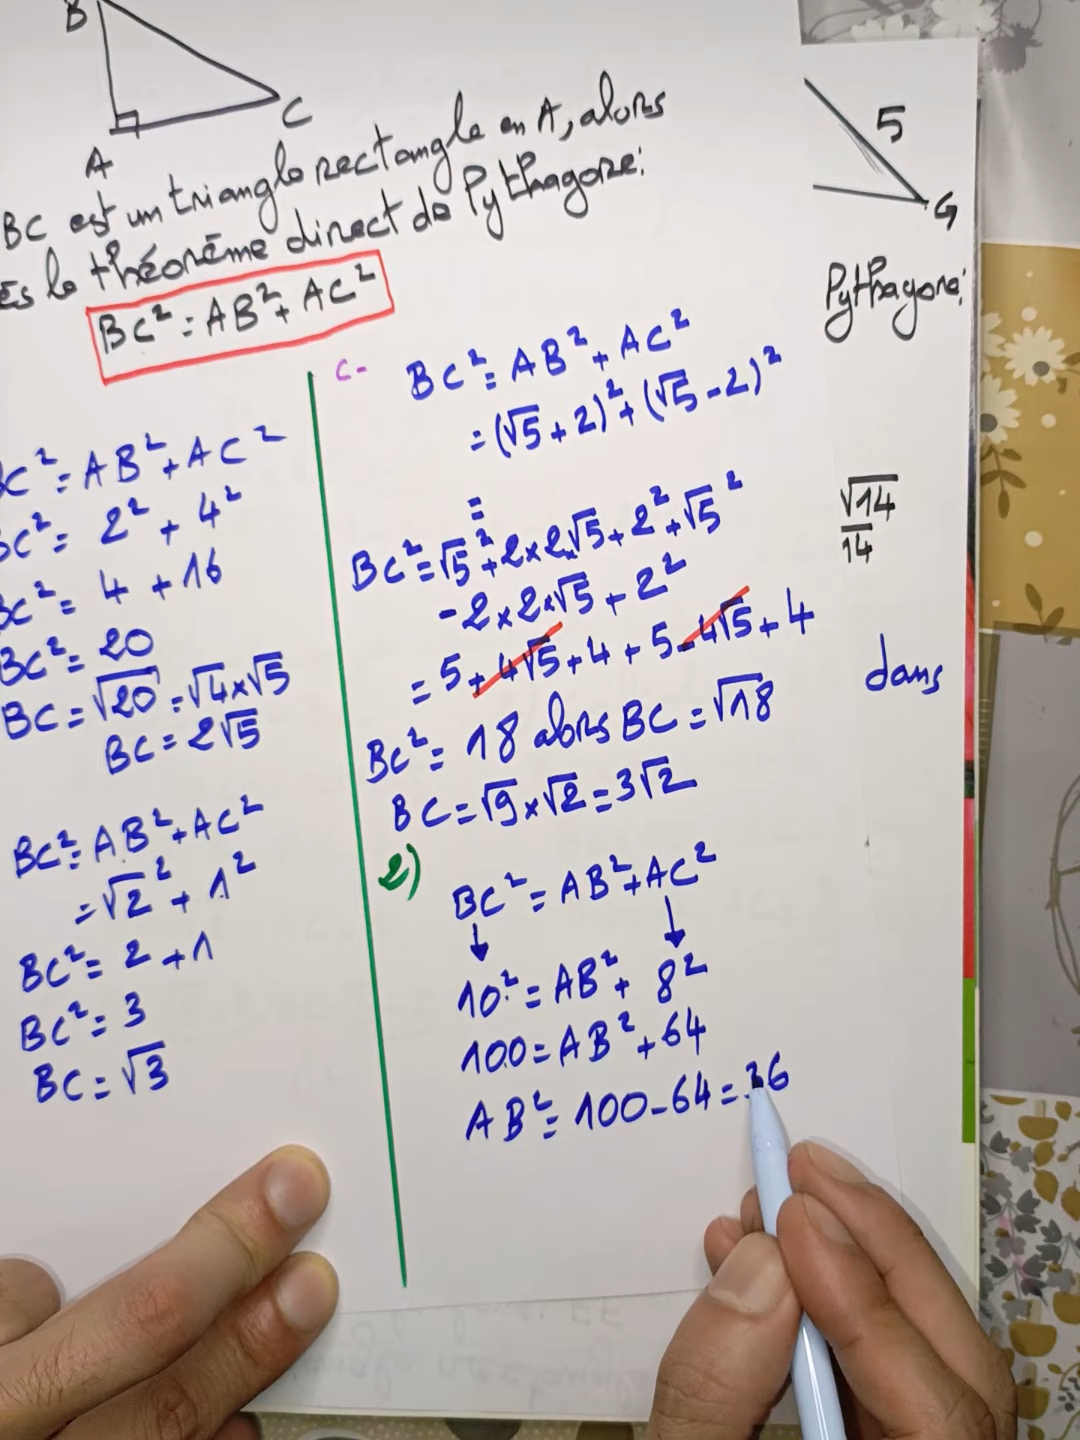 B
C
A
BC est un triangle rectangle en A, alors
ès le théorème direct de Pythagore:
BC² = AB² + AC²
BC² = AB² + AC²
BC² = 2² + 4²
BC² = 4 + 16
BC² = 20
BC = √20 = √4×√5
BC = 2√5
BC² = AB² + AC²
= √2² + 1²
BC² = 2 + 1
BC² = 3
BC = √3
c-
BC² = AB² + AC²
= (√5 + 2)² + (√5 - 2)²
=
BC² = √5² + 2×2×√5 + 2² + √5²
- 2×2×√5 + 2²
= 5 + 4√5 + 4 + 5 - 4√5 + 4
BC² = 18 alors BC = √18
BC = √9 × √2 = 3√2
2)
BC² = AB² + AC²
↓ ↓
10² = AB² + 8²
100 = AB² + 64
AB² = 100 - 64 = 36
5
G
Pythagore:
√14
14
dans